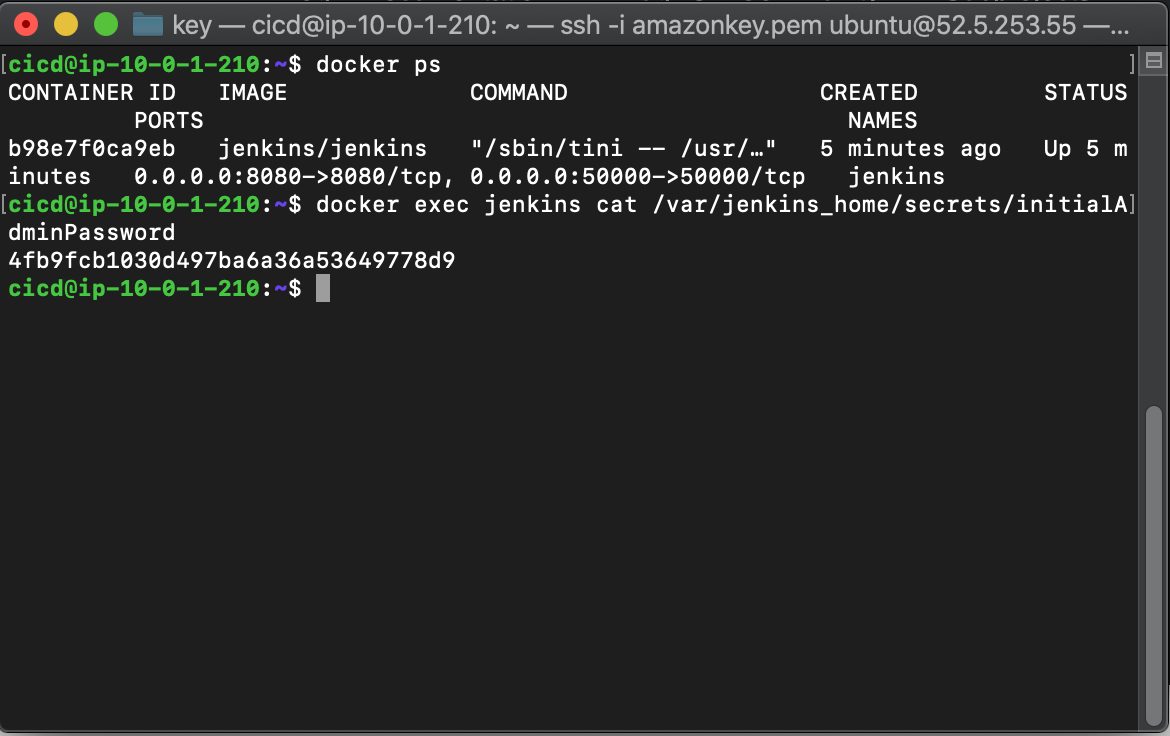 key — cicd@ip-10-0-1-210: ~ — ssh -i amazonkey.pem ubuntu@52.5.253.55 —...
[cicd@ip-10-0-1-210:~$ docker ps ]
CONTAINER ID   IMAGE             COMMAND                  CREATED         STATUS
         PORTS                                              NAMES
b98e7f0ca9eb   jenkins/jenkins   "/sbin/tini -- /usr/…"   5 minutes ago   Up 5 m
inutes   0.0.0.0:8080->8080/tcp, 0.0.0.0:50000->50000/tcp   jenkins
[cicd@ip-10-0-1-210:~$ docker exec jenkins cat /var/jenkins_home/secrets/initialA]
dminPassword
4fb9fcb1030d497ba6a36a53649778d9
cicd@ip-10-0-1-210:~$